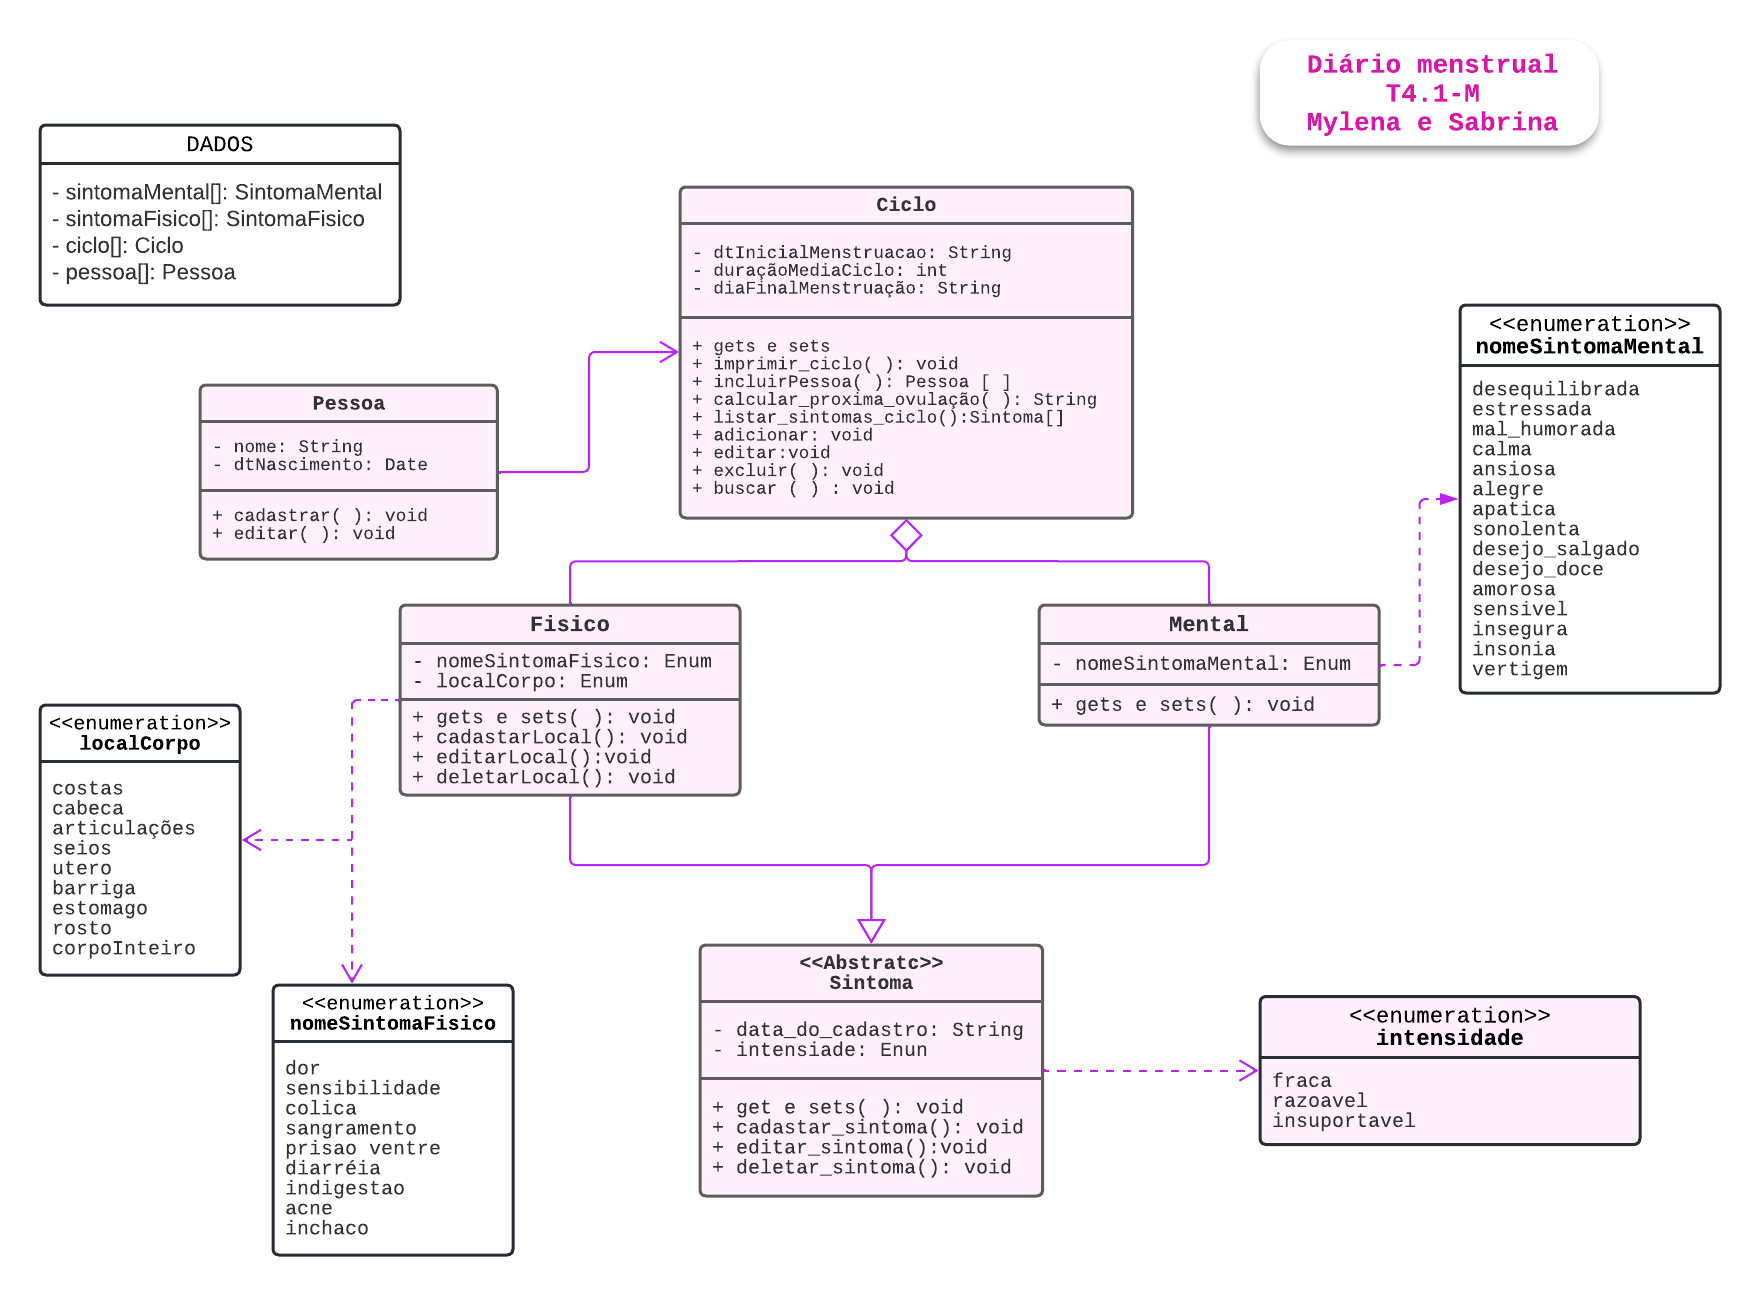 Diário menstrual
T4.1-M
Mylena e Sabrina
DADOS
- sintomaMental[]: SintomaMental
- sintomaFisico[]: SintomaFisico
- ciclo[]: Ciclo
- pessoa[]: Pessoa
Ciclo
- dtInicialMenstruacao: String
- duraçãoMediaCiclo: int
- diaFinalMenstruação: String
+ gets e sets
+ imprimir_ciclo( ): void
+ incluirPessoa( ): Pessoa [ ]
+ calcular_proxima_ovulação( ): String
+ listar_sintomas_ciclo():Sintoma[]
+ adicionar: void
+ editar:void
+ excluir( ): void
+ buscar ( ) : void
Pessoa
- nome: String
- dtNascimento: Date
+ cadastrar( ): void
+ editar( ): void
<<enumeration>>
nomeSintomaMental
desequilibrada
estressada
mal_humorada
calma
ansiosa
alegre
apatica
sonolenta
desejo_salgado
desejo_doce
amorosa
sensivel
insegura
insonia
vertigem
Fisico
- nomeSintomaFisico: Enum
- localCorpo: Enum
+ gets e sets( ): void
+ cadastarLocal(): void
+ editarLocal():void
+ deletarLocal(): void
Mental
- nomeSintomaMental: Enum
+ gets e sets( ): void
<<enumeration>>
localCorpo
costas
cabeca
articulações
seios
utero
barriga
estomago
rosto
corpoInteiro
<<enumeration>>
nomeSintomaFisico
dor
sensibilidade
colica
sangramento
prisao ventre
diarréia
indigestao
acne
inchaco
<<Abstratc>>
Sintoma
- data_do_cadastro: String
- intensiade: Enun
+ get e sets( ): void
+ cadastar_sintoma(): void
+ editar_sintoma():void
+ deletar_sintoma(): void
<<enumeration>>
intensidade
fraca
razoavel
insuportavel